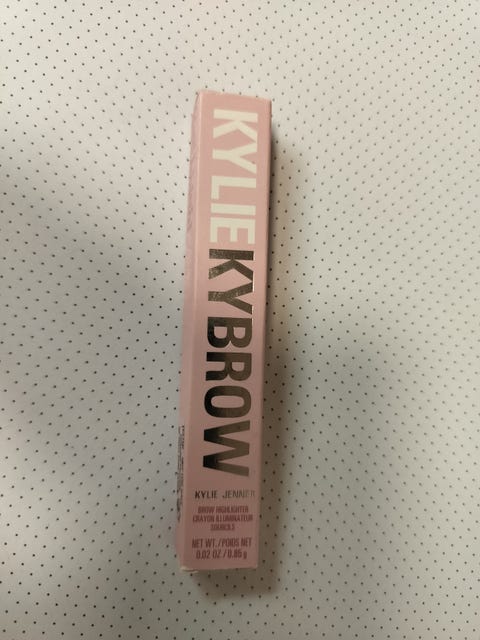 KYLIE
KYBROW
KYLIE JENNER
BROW HIGHLIGHTER
CRAYON ILLUMINATEUR
SOURCILS
NET WT./POIDS NET
0.02 OZ / 0.85 g